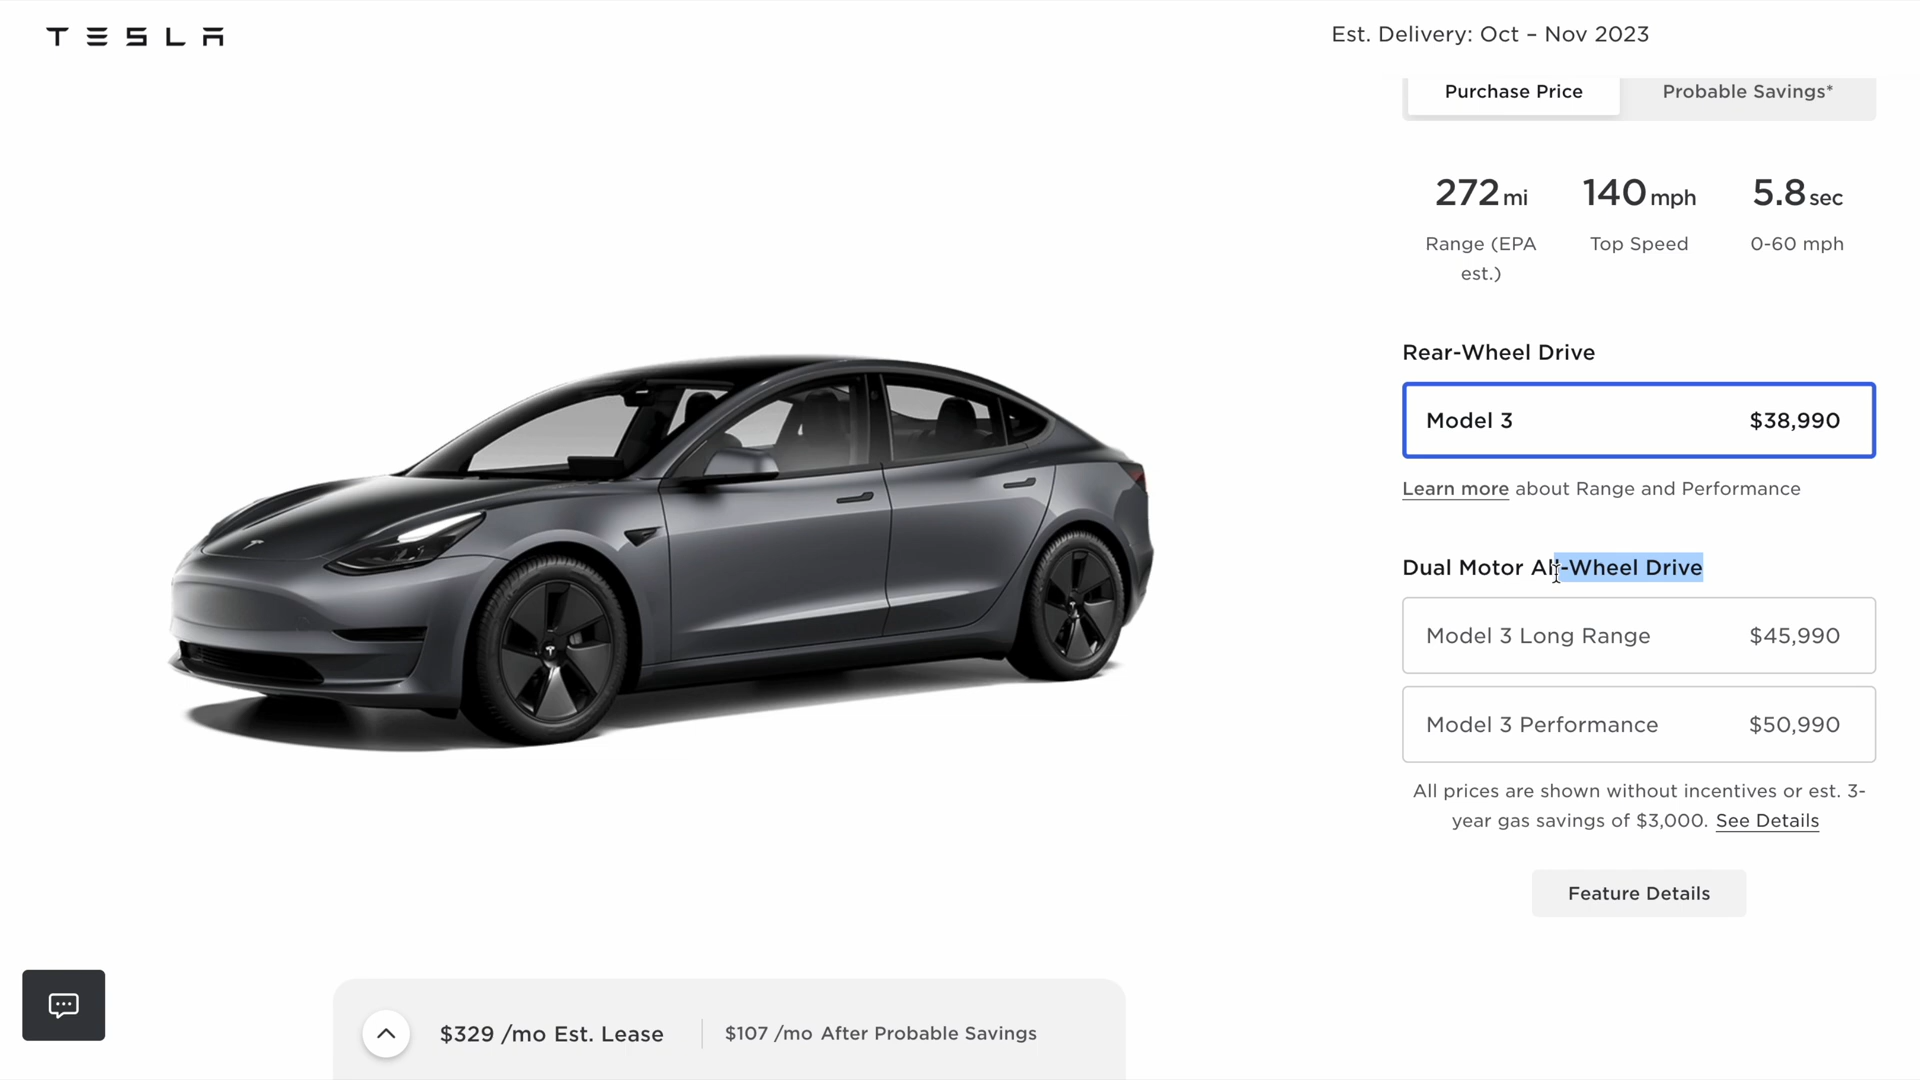 TESLA
Est. Delivery: Oct – Nov 2023
Purchase Price
Probable Savings*
272 mi
Range (EPA
est.)
140 mph
Top Speed
5.8 sec
0-60 mph
Rear-Wheel Drive
Model 3 $38,990
Learn more about Range and Performance
Dual Motor All-Wheel Drive
Model 3 Long Range $45,990
Model 3 Performance $50,990
All prices are shown without incentives or est. 3-
year gas savings of $3,000. See Details
Feature Details
$329 /mo Est. Lease
$107 /mo After Probable Savings